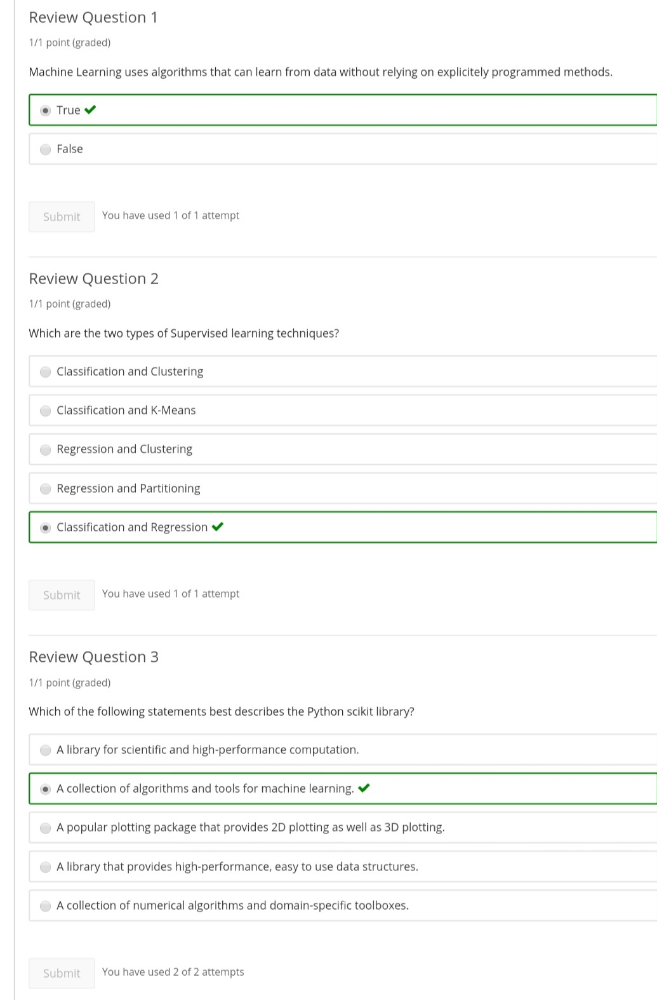 Review Question 1
1/1 point (graded)
Machine Learning uses algorithms that can learn from data without relying on explicitely programmed methods.
True
False
Submit
You have used 1 of 1 attempt
Review Question 2
1/1 point (graded)
Which are the two types of Supervised learning techniques?
Classification and Clustering
Classification and K-Means
Regression and Clustering
Regression and Partitioning
Classification and Regression
Submit
You have used 1 of 1 attempt
Review Question 3
1/1 point (graded)
Which of the following statements best describes the Python scikit library?
A library for scientific and high-performance computation.
A collection of algorithms and tools for machine learning.
A popular plotting package that provides 2D plotting as well as 3D plotting.
A library that provides high-performance, easy to use data structures.
A collection of numerical algorithms and domain-specific toolboxes.
Submit
You have used 2 of 2 attempts